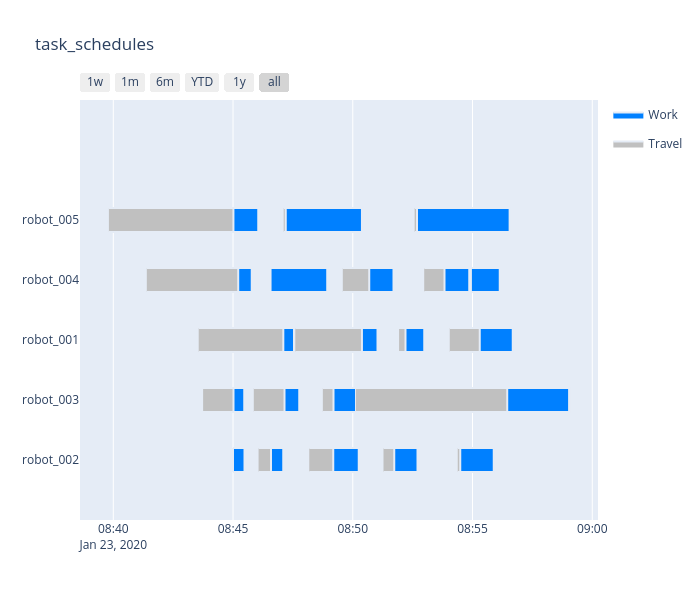 task_schedules
1w 1m 6m YTD 1y all
Work
Travel
robot_005
robot_004
robot_001
robot_003
robot_002
08:40 08:45 08:50 08:55 09:00
Jan 23, 2020